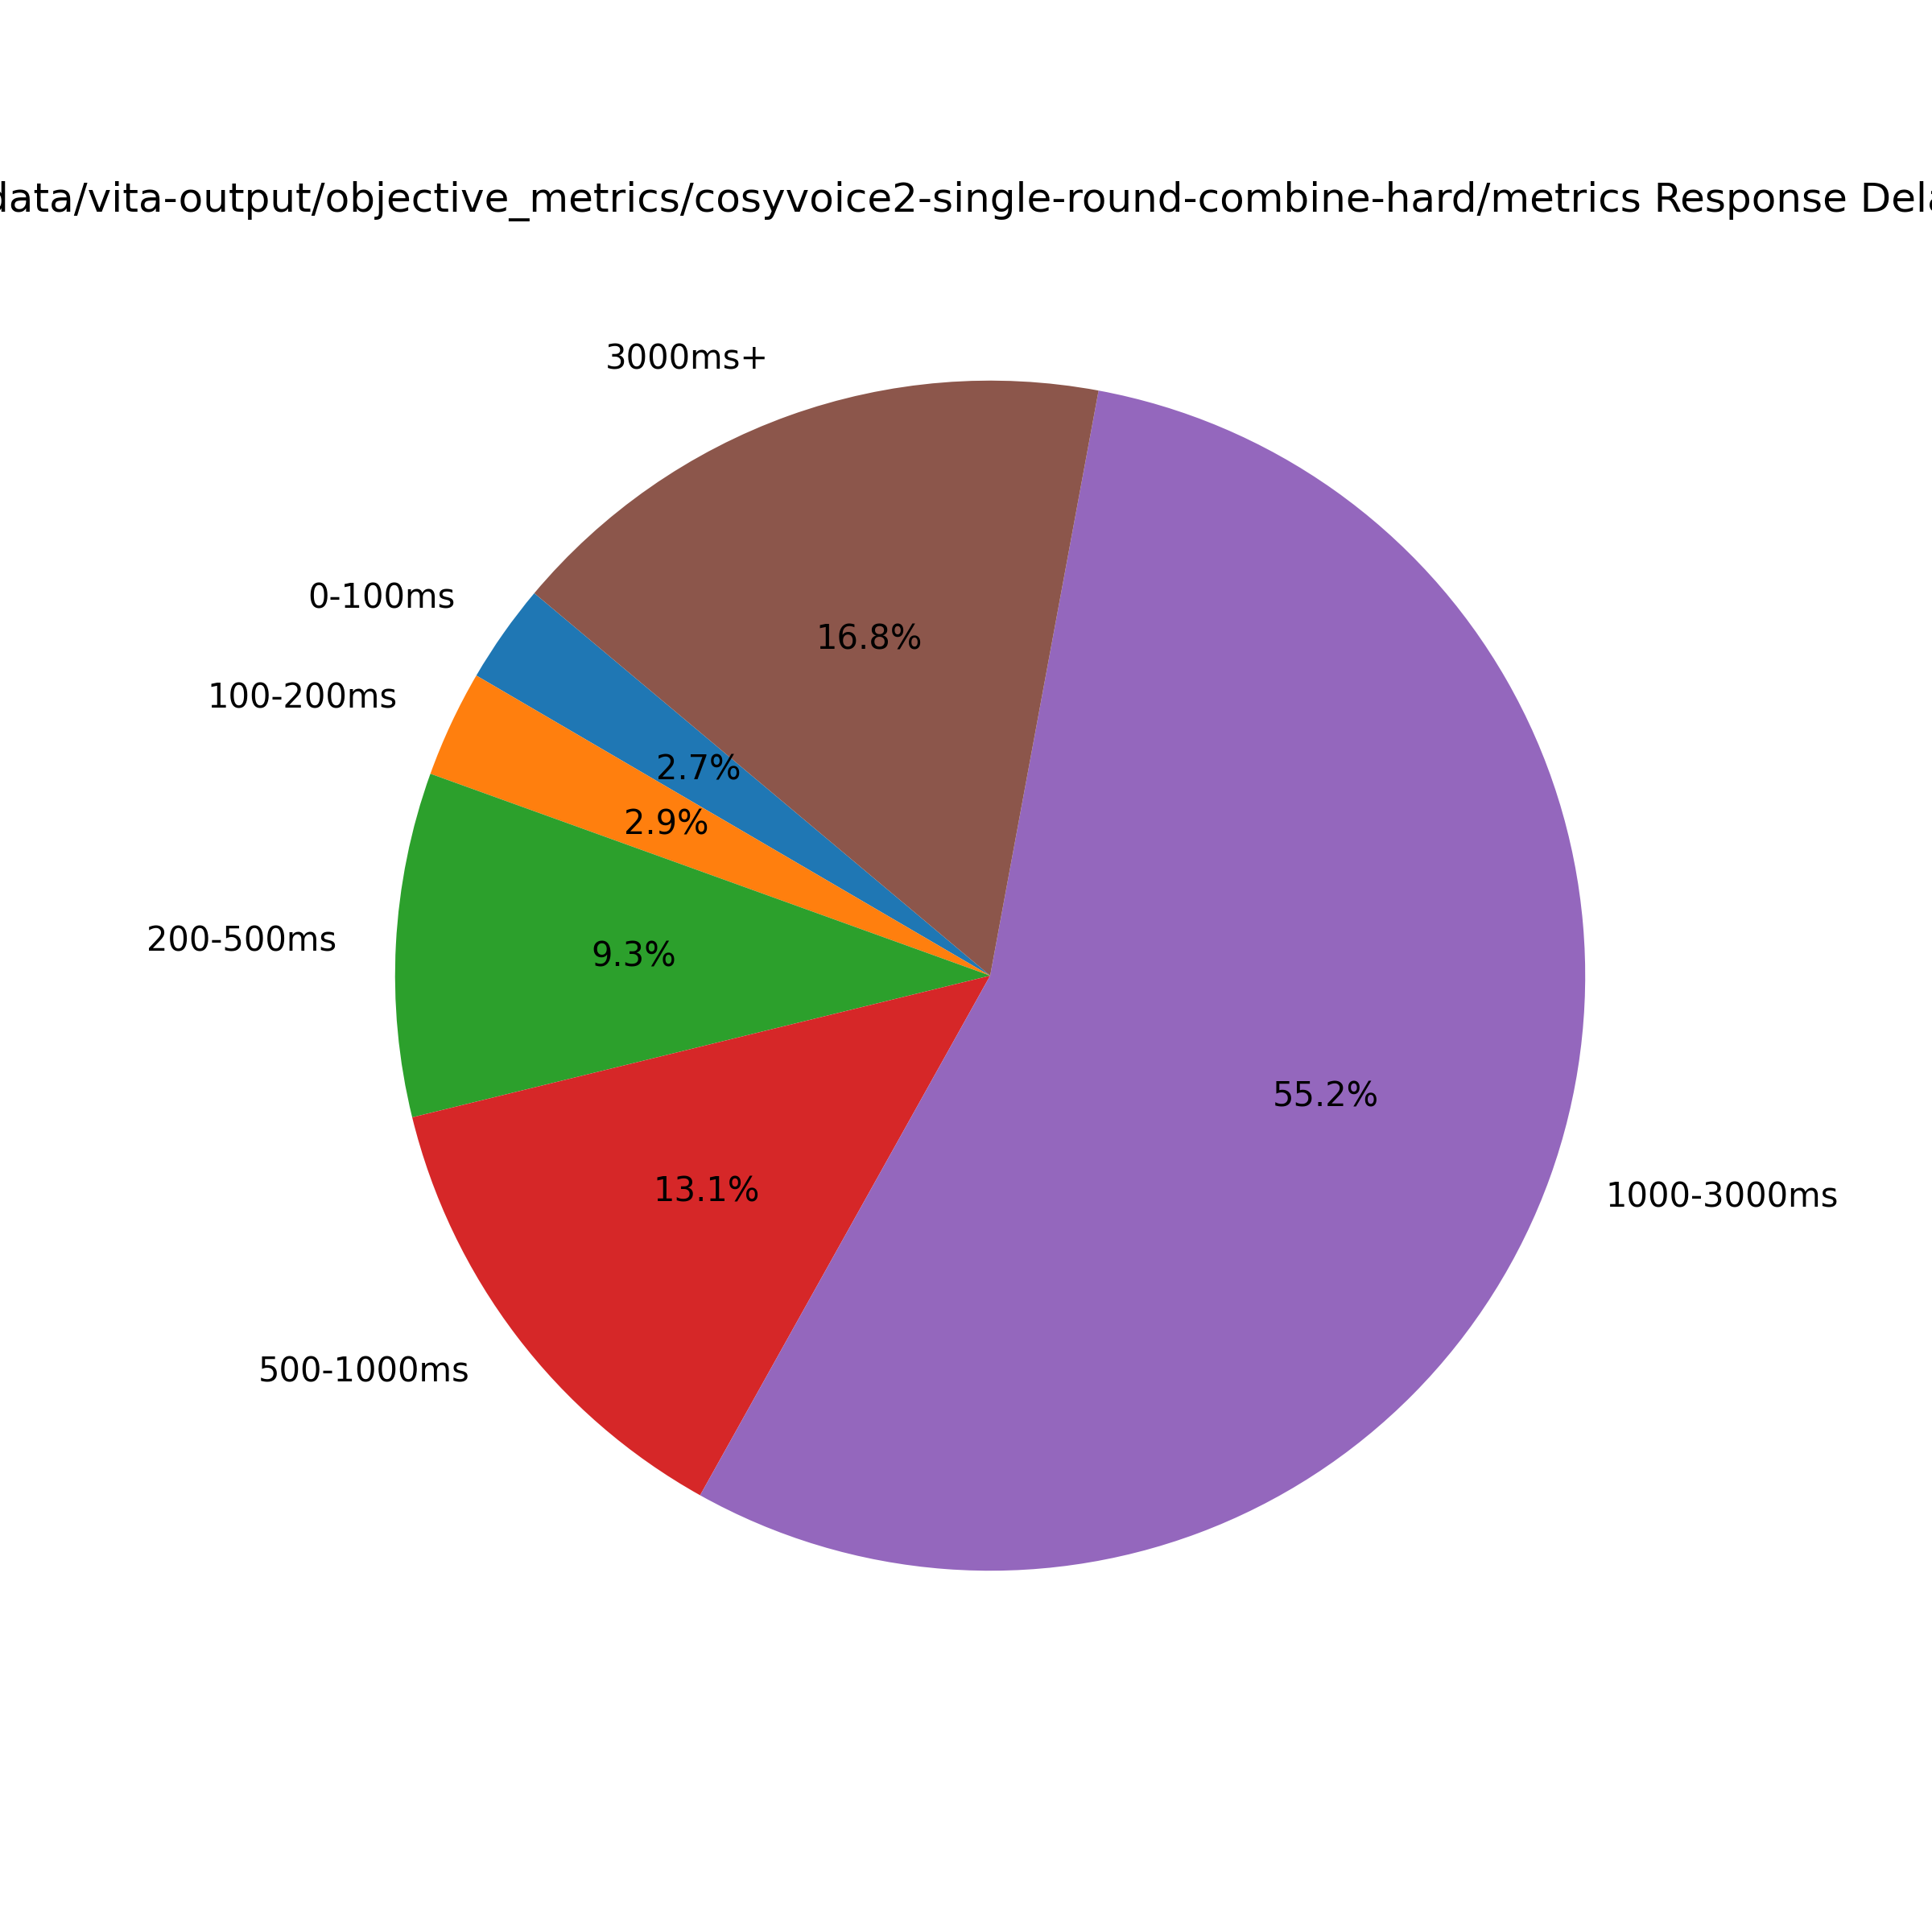 data/vita-output/objective_metrics/cosyvoice2-single-round-combine-hard/metrics Response Dela
3000ms+
0-100ms
16.8%
100-200ms
2.7%
2.9%
200-500ms
9.3%
55.2%
13.1%
1000-3000ms
500-1000ms